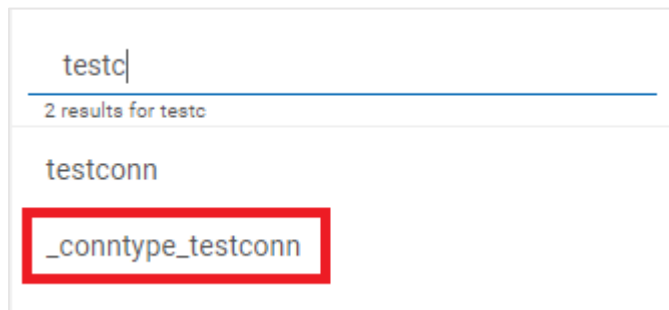 testc
2 results for testc
testconn
_conntype_testconn